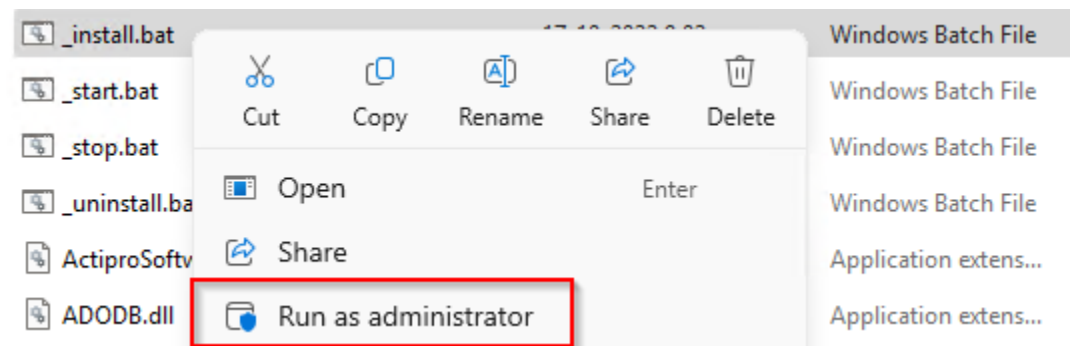 _install.bat Windows Batch File
Cut Copy Rename Share Delete
_start.bat Windows Batch File
_stop.bat Windows Batch File
Open Enter
_uninstall.ba Windows Batch File
Share
ActiproSoftw Application extens...
Run as administrator
ADODB.dll Application extens...